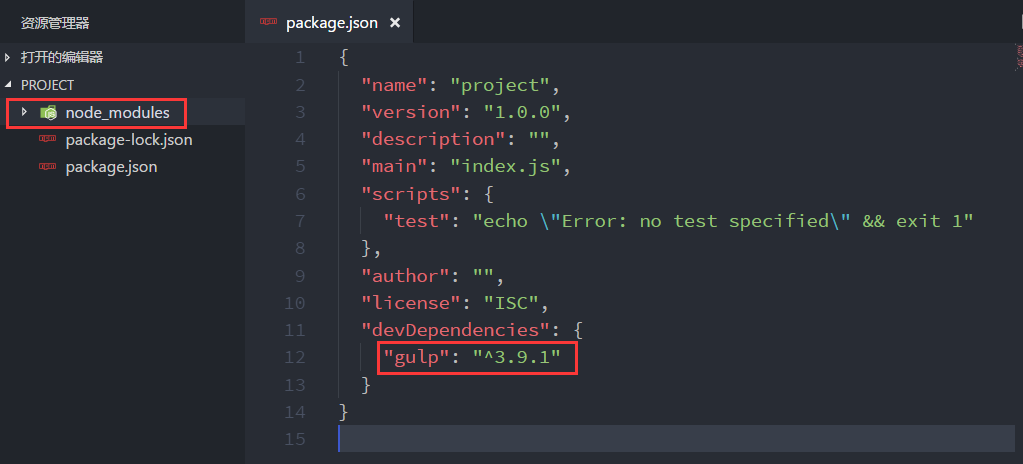 资源管理器
打开的编辑器
PROJECT
node_modules
package-lock.json
package.json
package.json ×
1 {
2   "name": "project",
3   "version": "1.0.0",
4   "description": "",
5   "main": "index.js",
6   "scripts": {
7     "test": "echo \"Error: no test specified\" && exit 1"
8   },
9   "author": "",
10   "license": "ISC",
11   "devDependencies": {
12     "gulp": "^3.9.1"
13   }
14 }
15